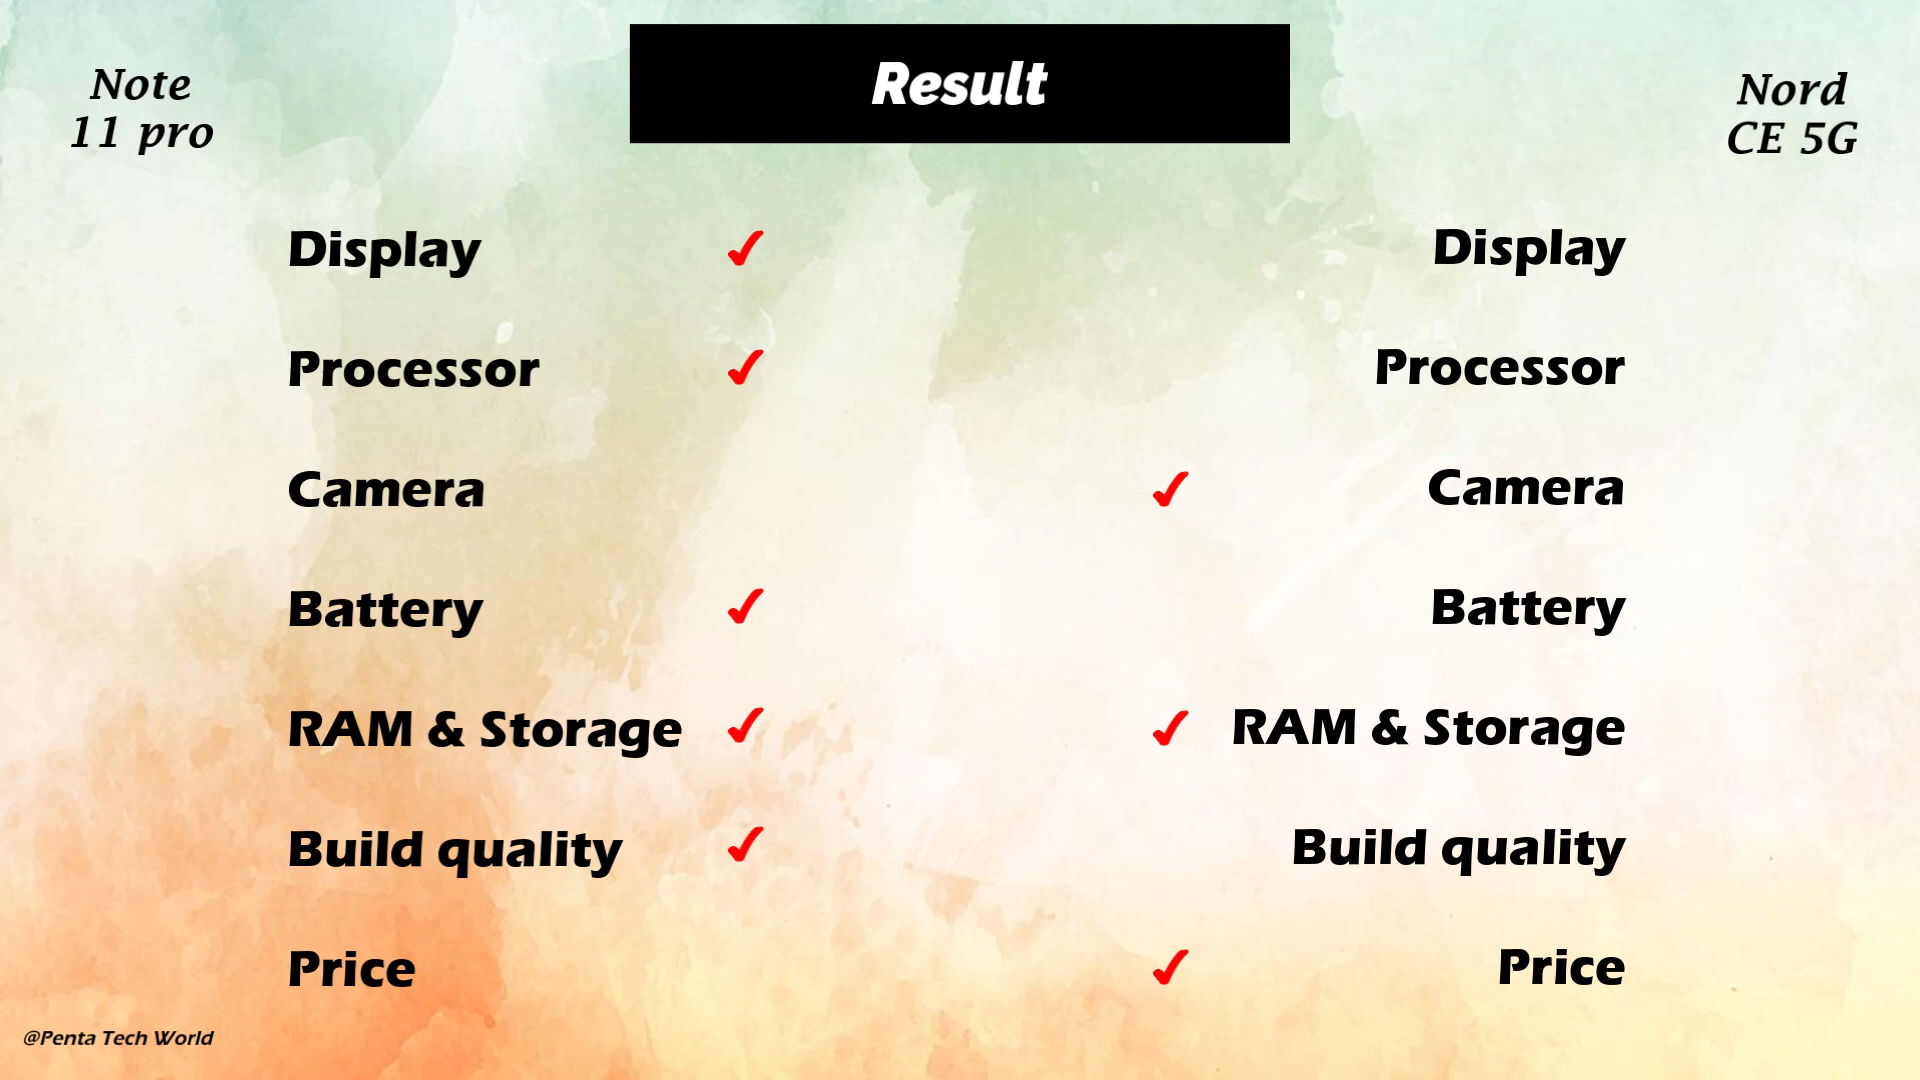 Result
Note
11 pro
Nord
CE 5G
Display ✓ Display
Processor ✓ Processor
Camera ✓ Camera
Battery ✓ Battery
RAM & Storage ✓ ✓ RAM & Storage
Build quality ✓ Build quality
Price ✓ Price
@Penta Tech World